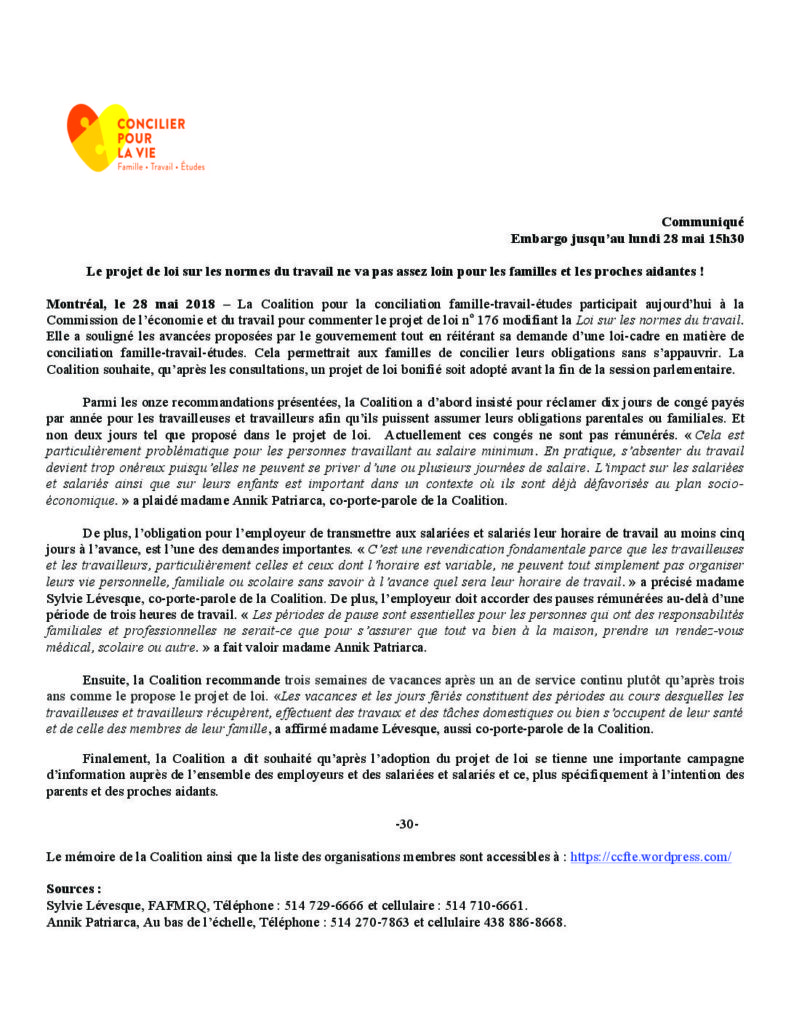 CONCILIER
POUR
LA VIE
Famille • Travail • Études
Communiqué
Embargo jusqu'au lundi 28 mai 15h30
Le projet de loi sur les normes du travail ne va pas assez loin pour les familles et les proches aidantes !
Montréal, le 28 mai 2018 – La Coalition pour la conciliation famille-travail-études participait aujourd'hui à la
Commission de l'économie et du travail pour commenter le projet de loi n° 176 modifiant la Loi sur les normes du travail.
Elle a souligné les avancées proposées par le gouvernement tout en réitérant sa demande d'une loi-cadre en matière de
conciliation famille-travail-études. Cela permettrait aux familles de concilier leurs obligations sans s'appauvrir. La
Coalition souhaite, qu'après les consultations, un projet de loi bonifié soit adopté avant la fin de la session parlementaire.
Parmi les onze recommandations présentées, la Coalition a d'abord insisté pour réclamer dix jours de congé payés
par année pour les travailleuses et travailleurs afin qu'ils puissent assumer leurs obligations parentales ou familiales. Et
non deux jours tel que proposé dans le projet de loi. Actuellement ces congés ne sont pas rémunérés. « Cela est
particulièrement problématique pour les personnes travaillant au salaire minimum. En pratique, s'absenter du travail
devient trop onéreux puisqu'elles ne peuvent se priver d'une ou plusieurs journées de salaire. L'impact sur les salariées
et salariés ainsi que sur leurs enfants est important dans un contexte où ils sont déjà défavorisés au plan socio-
économique. » a plaidé madame Annik Patriarca, co-porte-parole de la Coalition.
De plus, l'obligation pour l'employeur de transmettre aux salariées et salariés leur horaire de travail au moins cinq
jours à l'avance, est l'une des demandes importantes. « C'est une revendication fondamentale parce que les travailleuses
et les travailleurs, particulièrement celles et ceux dont l'horaire est variable, ne peuvent tout simplement pas organiser
leurs vie personnelle, familiale ou scolaire sans savoir à l'avance quel sera leur horaire de travail. » a précisé madame
Sylvie Lévesque, co-porte-parole de la Coalition. De plus, l'employeur doit accorder des pauses rémunérées au-delà d'une
période de trois heures de travail. « Les périodes de pause sont essentielles pour les personnes qui ont des responsabilités
familiales et professionnelles ne serait-ce que pour s'assurer que tout va bien à la maison, prendre un rendez-vous
médical, scolaire ou autre. » a fait valoir madame Annik Patriarca.
Ensuite, la Coalition recommande trois semaines de vacances après un an de service continu plutôt qu'après trois
ans comme le propose le projet de loi. «Les vacances et les jours fériés constituent des périodes au cours desquelles les
travailleuses et travailleurs récupèrent, effectuent des travaux et des tâches domestiques ou bien s'occupent de leur santé
et de celle des membres de leur famille, a affirmé madame Lévesque, aussi co-porte-parole de la Coalition.
Finalement, la Coalition a dit souhaité qu'après l'adoption du projet de loi se tienne une importante campagne
d'information auprès de l'ensemble des employeurs et des salariées et salariés et ce, plus spécifiquement à l'intention des
parents et des proches aidants.
-30-
Le mémoire de la Coalition ainsi que la liste des organisations membres sont accessibles à : https://ccfte.wordpress.com/
Sources :
Sylvie Lévesque, FAFMRQ, Téléphone : 514 729-6666 et cellulaire : 514 710-6661.
Annik Patriarca, Au bas de l'échelle, Téléphone : 514 270-7863 et cellulaire 438 886-8668.